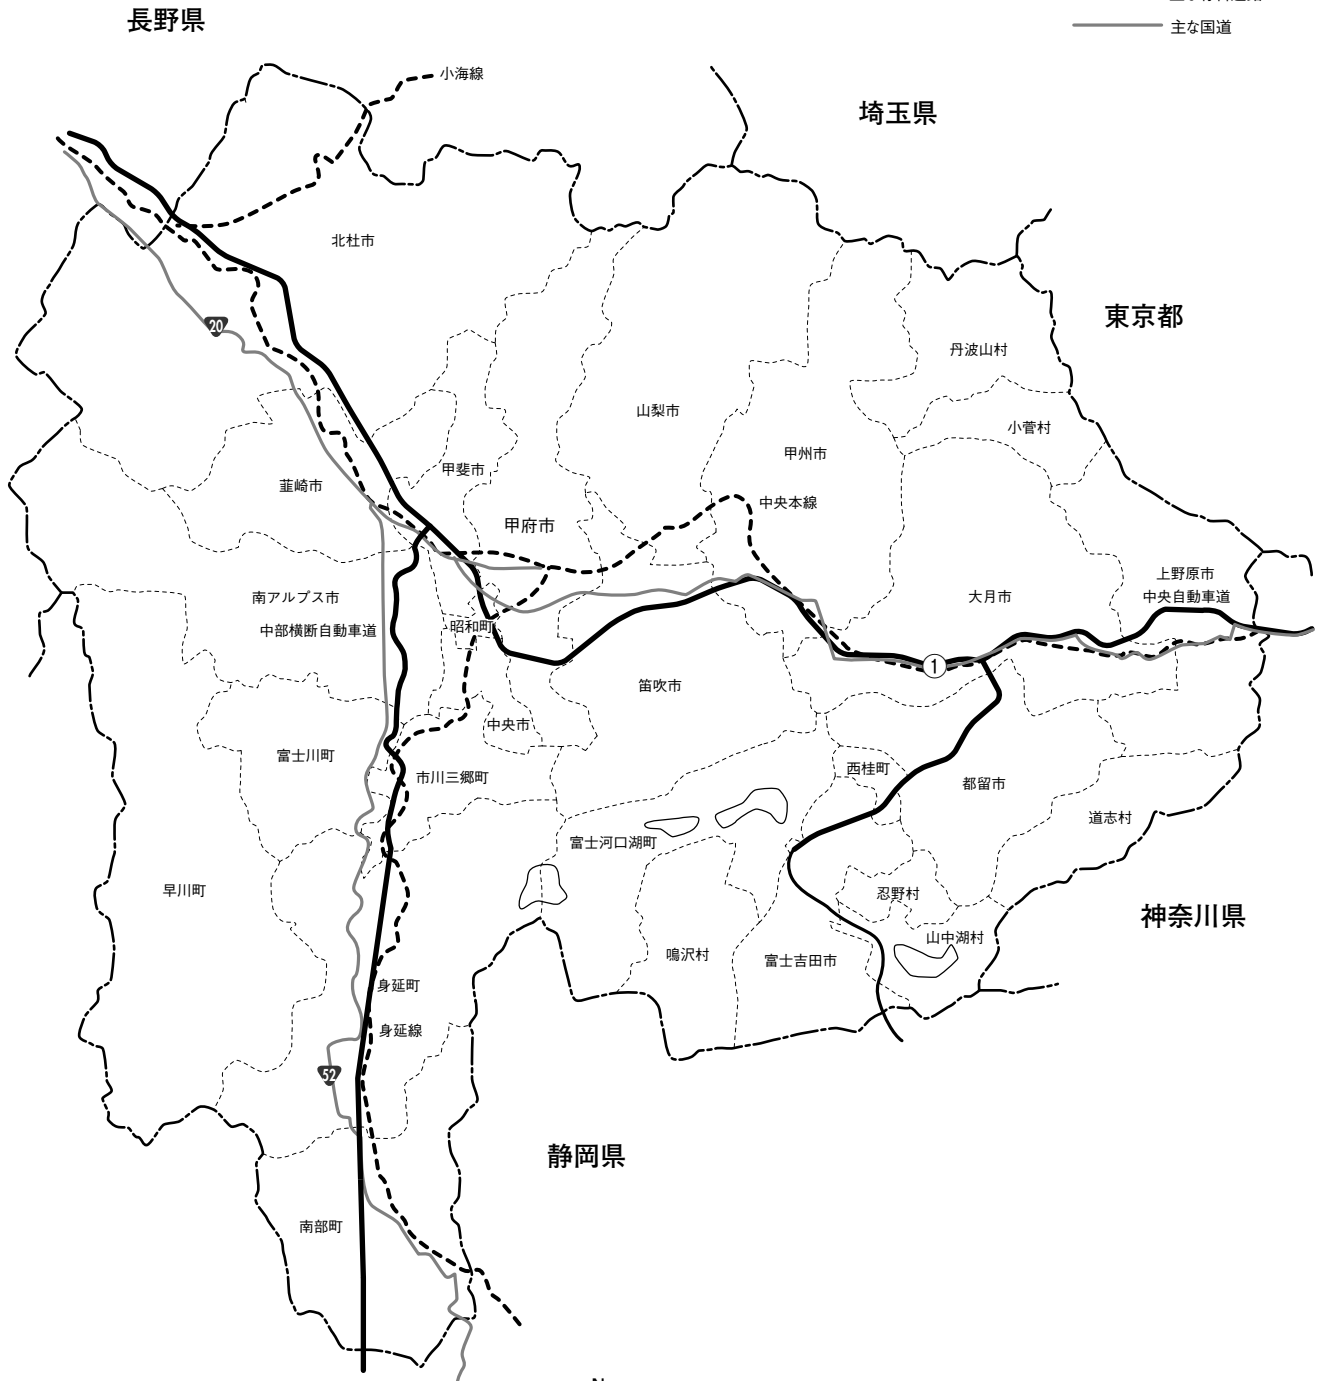 長野県
主な国道
小海線
埼玉県
北杜市
東京都
20
丹波山村
山梨市
小菅村
甲州市
甲斐市
韮崎市
中央本線
甲府市
上野原市
南アルプス市
大月市
中央自動車道
中部横断自動車道
昭和町
1
笛吹市
中央市
富士川町
西桂町
市川三郷町
都留市
道志村
富士河口湖町
早川町
忍野村
神奈川県
山中湖村
鳴沢村
富士吉田市
身延町
身延線
52
静岡県
南部町